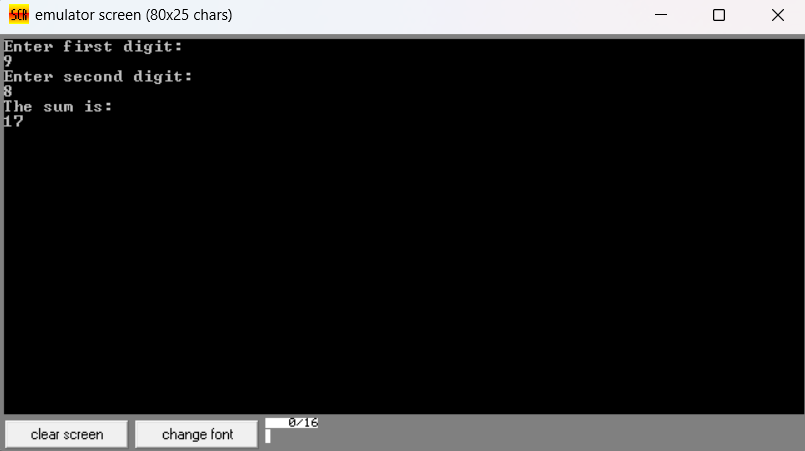 SCR emulator screen (80x25 chars)
Enter first digit:
9
Enter second digit:
8
The sum is:
17
clear screen change font 0/16